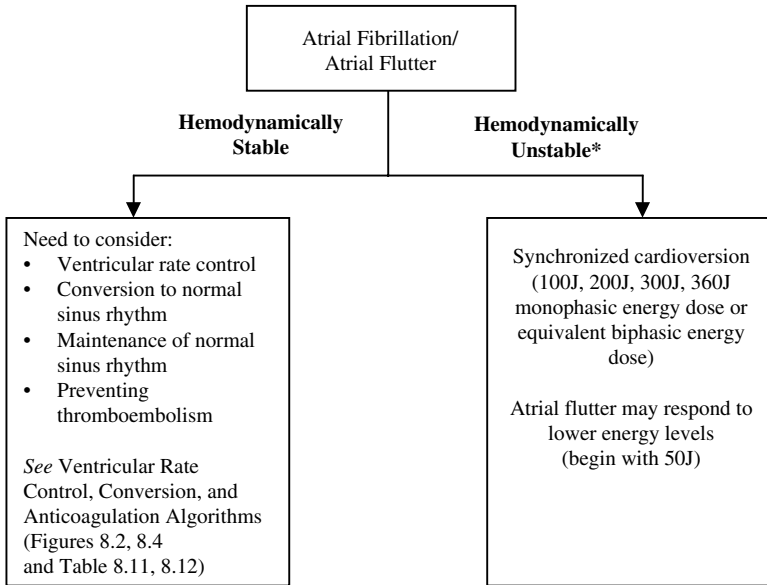 Atrial Fibrillation/
Atrial Flutter
Hemodynamically
Stable
Hemodynamically
Unstable*
Need to consider:
• Ventricular rate control
• Conversion to normal
sinus rhythm
• Maintenance of normal
sinus rhythm
• Preventing
thromboembolism
See Ventricular Rate
Control, Conversion, and
Anticoagulation Algorithms
(Figures 8.2, 8.4
and Table 8.11, 8.12)
Synchronized cardioversion
(100J, 200J, 300J, 360J
monophasic energy dose or
equivalent biphasic energy
dose)
Atrial flutter may respond to
lower energy levels
(begin with 50J)